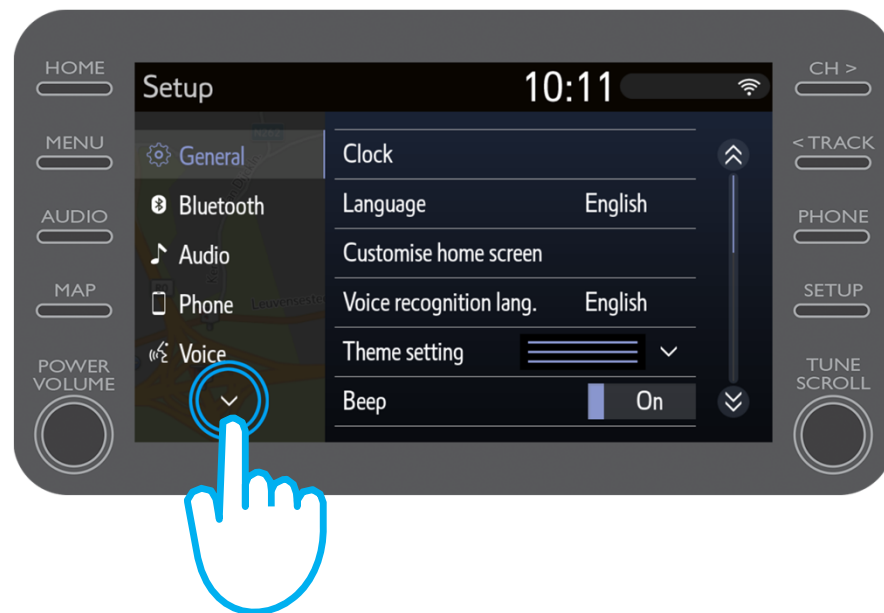 HOME
MENU
AUDIO
MAP
POWER
VOLUME
Setup
10:11
General
Bluetooth
Audio
Phone
Voice
Clock
Language English
Customise home screen
Voice recognition lang. English
Theme setting
Beep On
CH >
< TRACK
PHONE
SETUP
TUNE
SCROLL